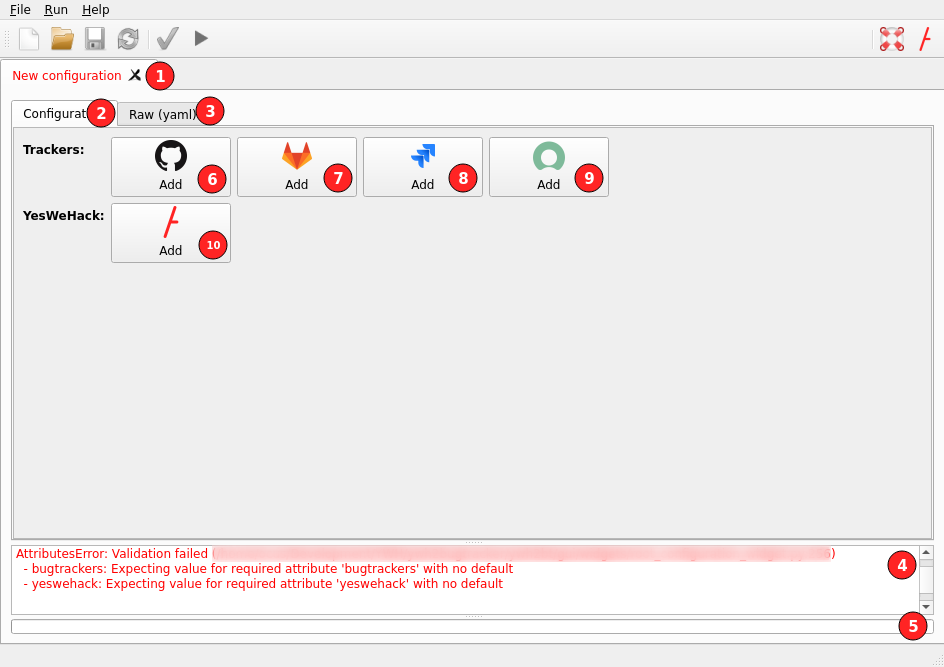 File Run Help
New configuration 1
2 Raw (yaml) 3
Trackers:
Add 6 Add 7 Add 8 Add 9
YesWeHack:
Add 10
AttributesError: Validation failed (
- bugtrackers: Expecting value for required attribute 'bugtrackers' with no default
- yeswehack: Expecting value for required attribute 'yeswehack' with no default
4
5